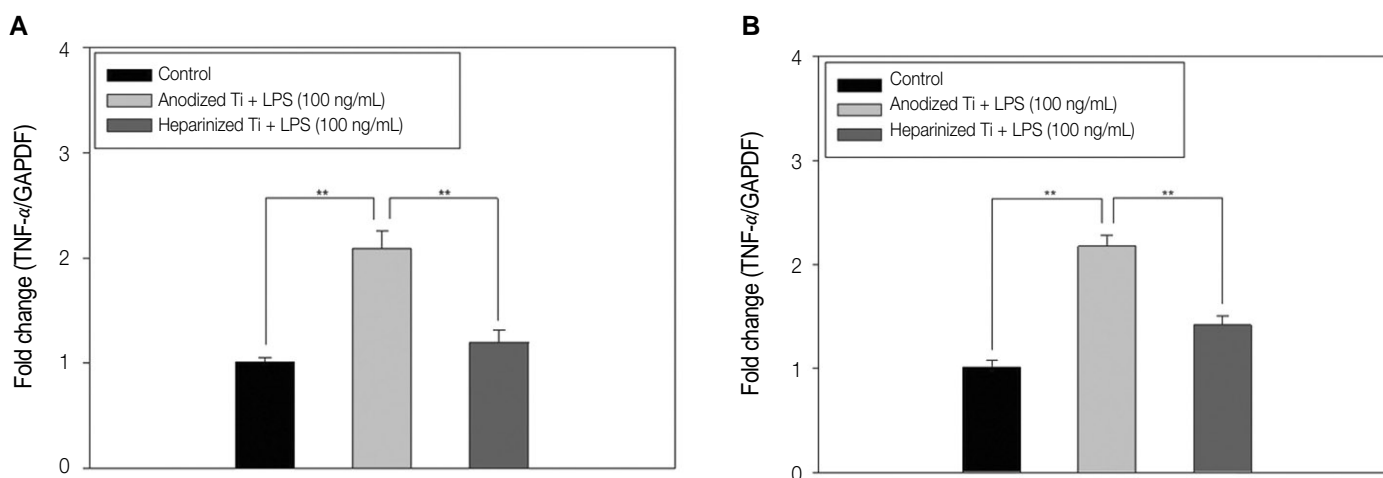 A
4
3
2
1
0
Fold change (TNF-α/GAPDF)
Control
Anodized Ti + LPS (100 ng/mL)
Heparinized Ti + LPS (100 ng/mL)
**
**
B
4
3
2
1
0
Fold change (TNF-α/GAPDF)
Control
Anodized Ti + LPS (100 ng/mL)
Heparinized Ti + LPS (100 ng/mL)
**
**